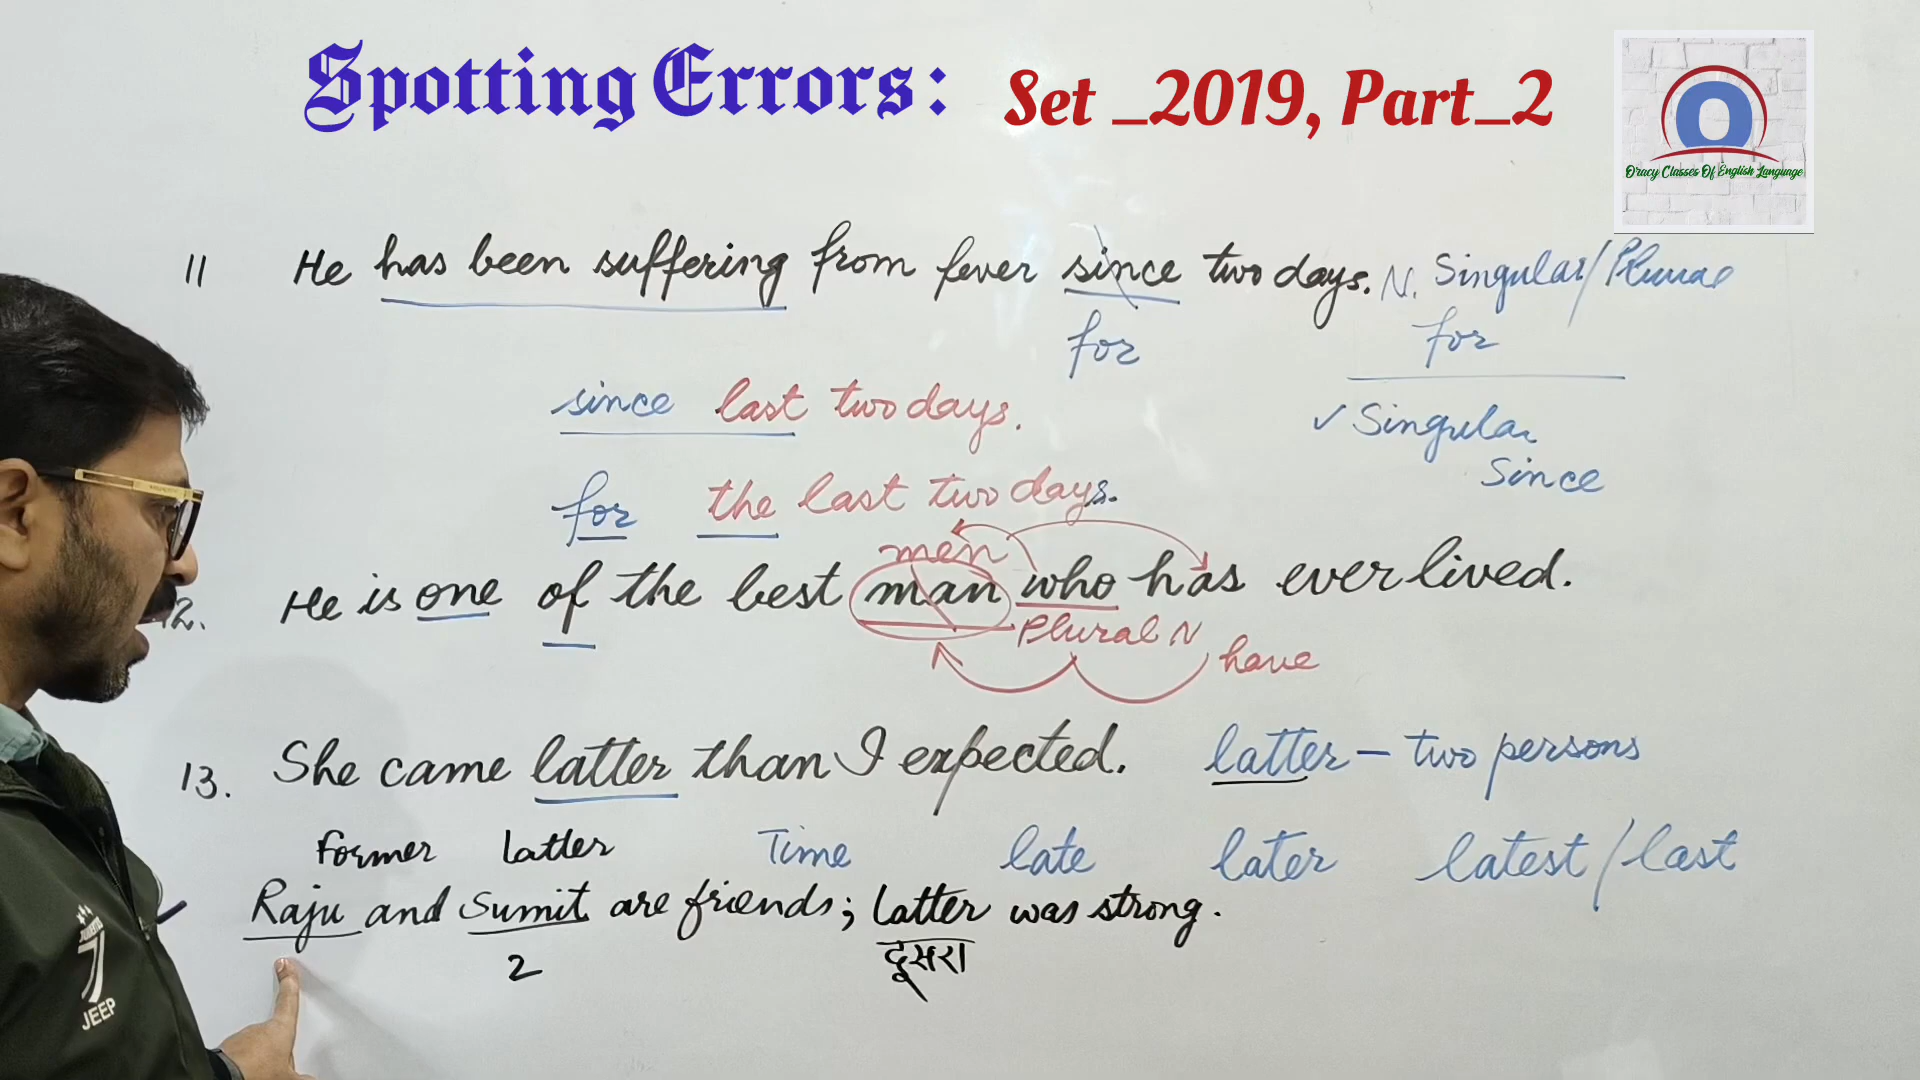 Spotting Errors: Set _2019, Part_2
O'racy Classes Of English Language
11 He has been suffering from fever since two days. N. Singular/Plural
for for
since last two days. ✓ Singular
Since
for the last two days.
men
12. He is one of the best man who has ever lived.
Plural N
have
13. She came latter than I expected. latter – two persons
former latter Time late later latest/last
Raju and Sumit are friends; latter was strong.
2 दूसरा
7
JEEP